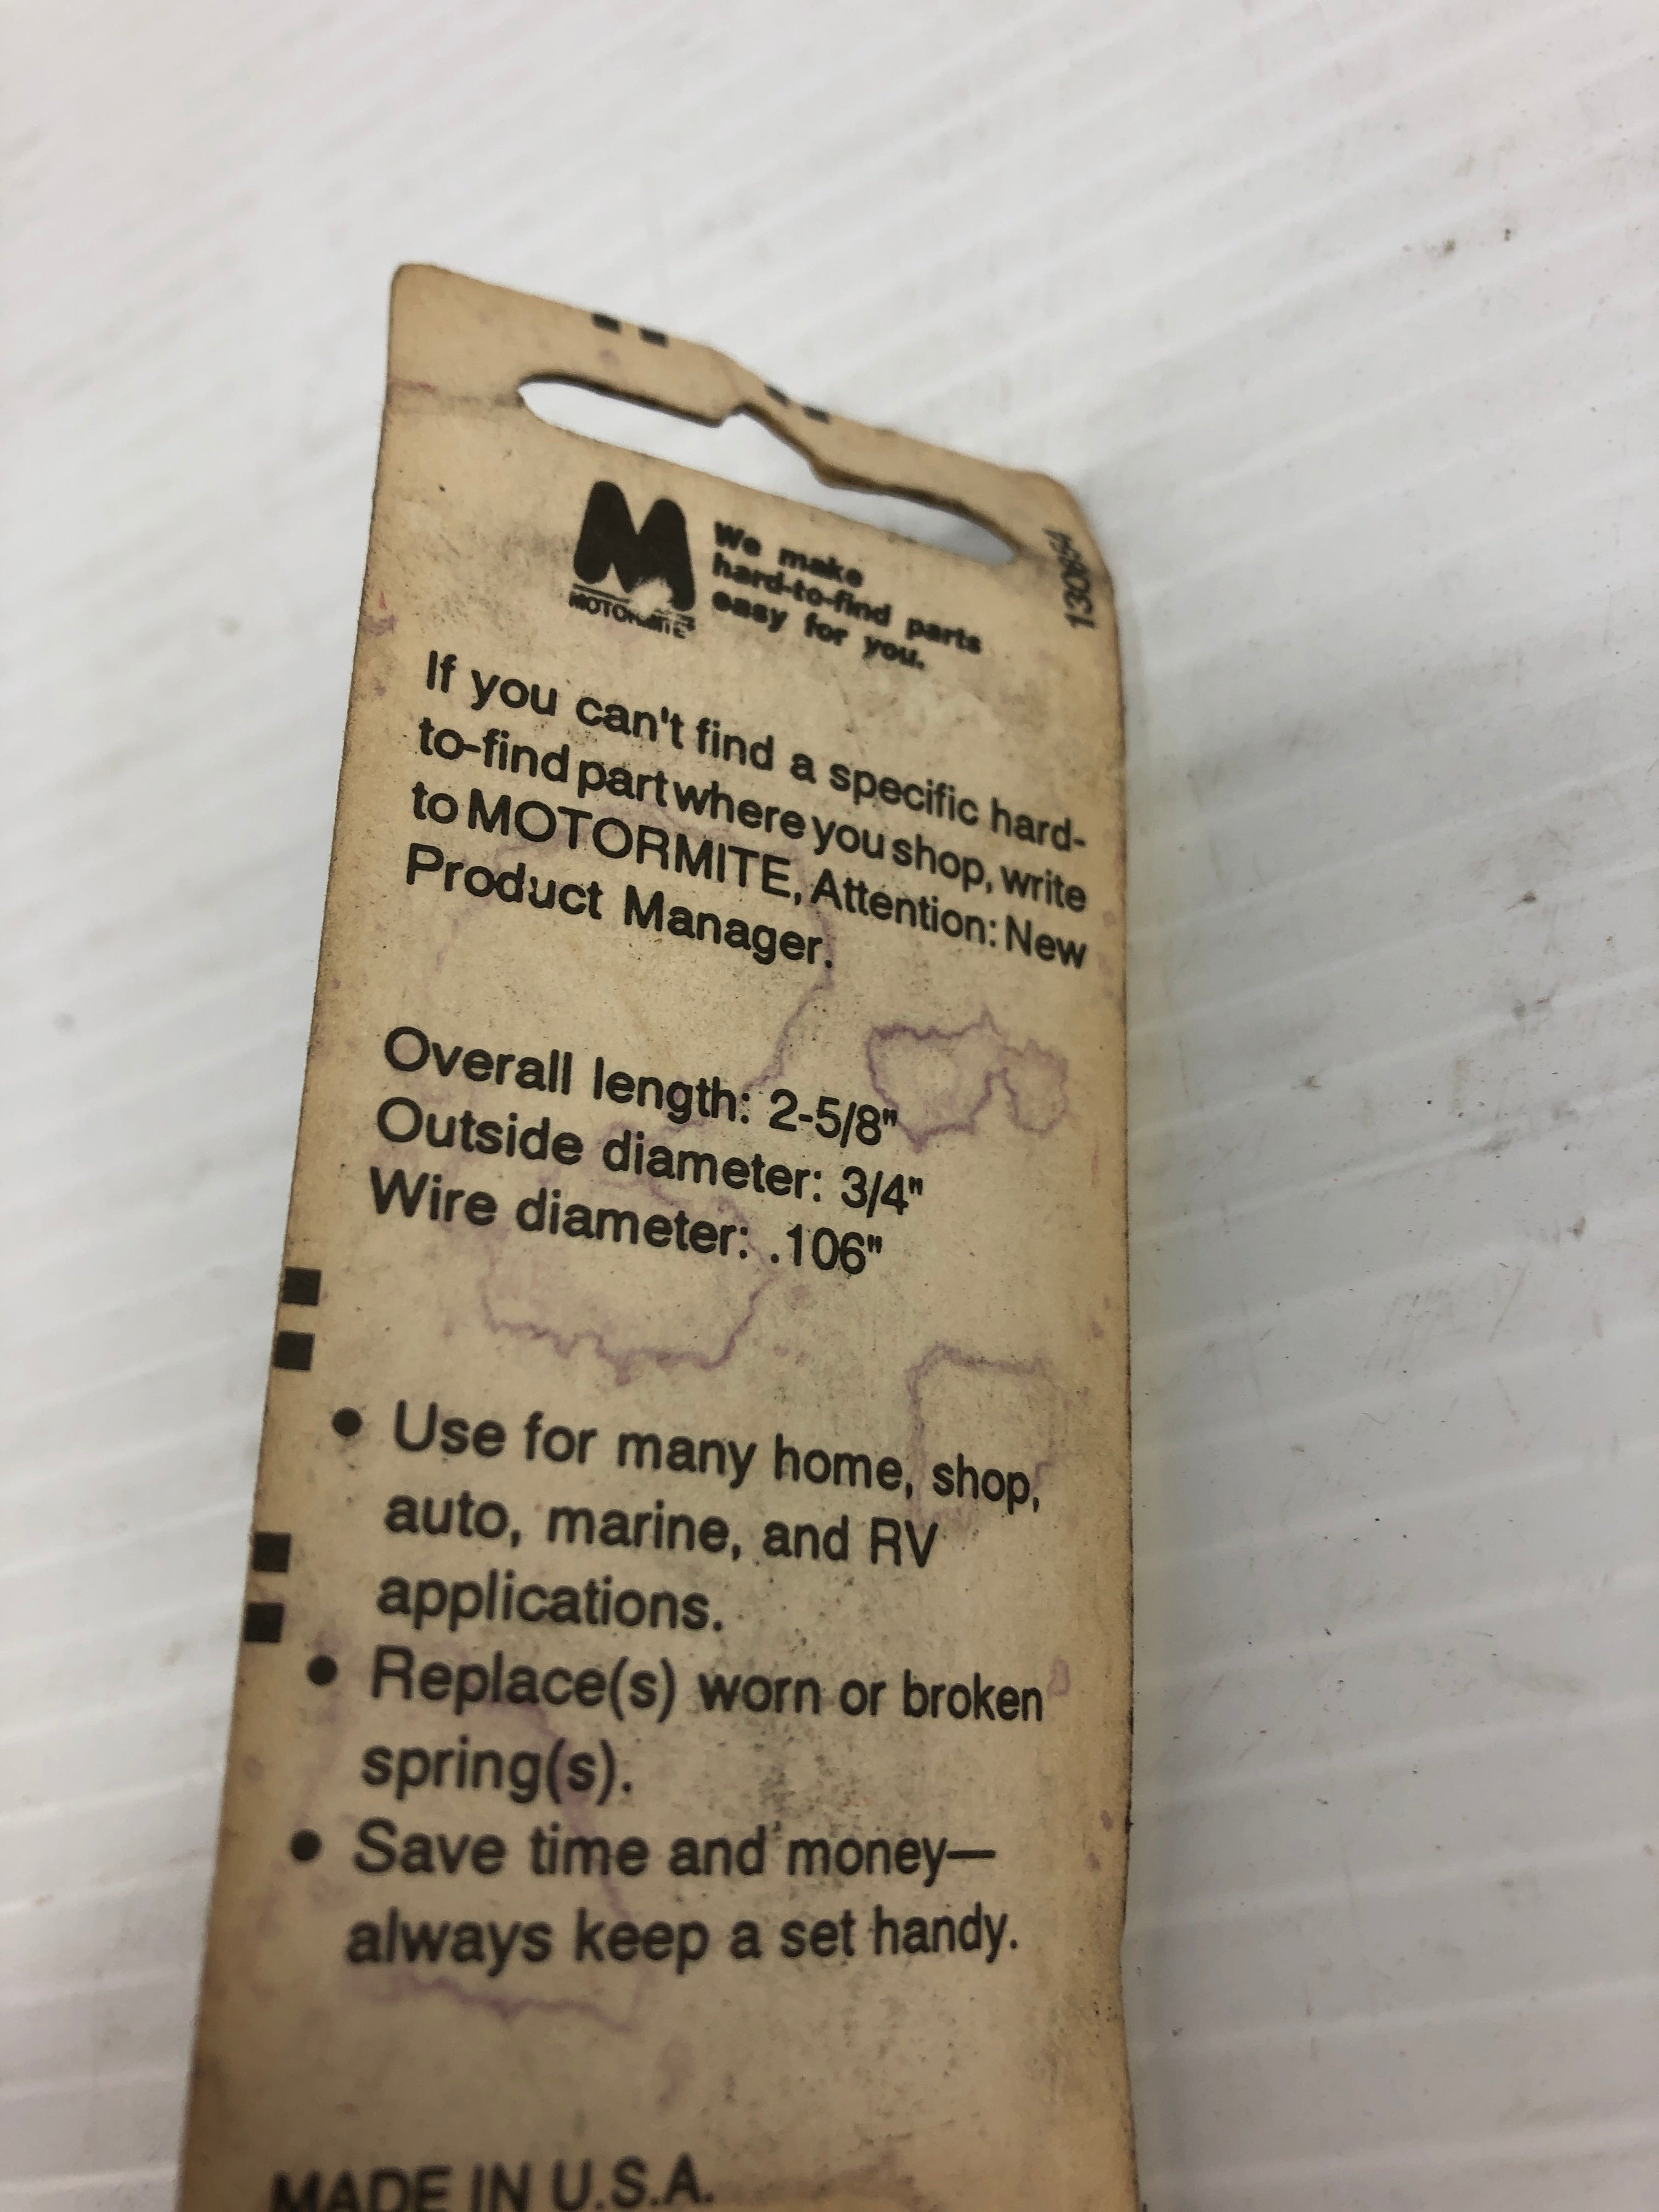 MOTORMITE
We make
hard-to-find parts
easy for you.
If you can't find a specific hard-
to-find part where you shop, write
to MOTORMITE, Attention: New
Product Manager.
Overall length: 2-5/8"
Outside diameter: 3/4"
Wire diameter: .106"
• Use for many home, shop,
auto, marine, and RV
applications.
• Replace(s) worn or broken
spring(s).
• Save time and money—
always keep a set handy.
MADE IN U.S.A.